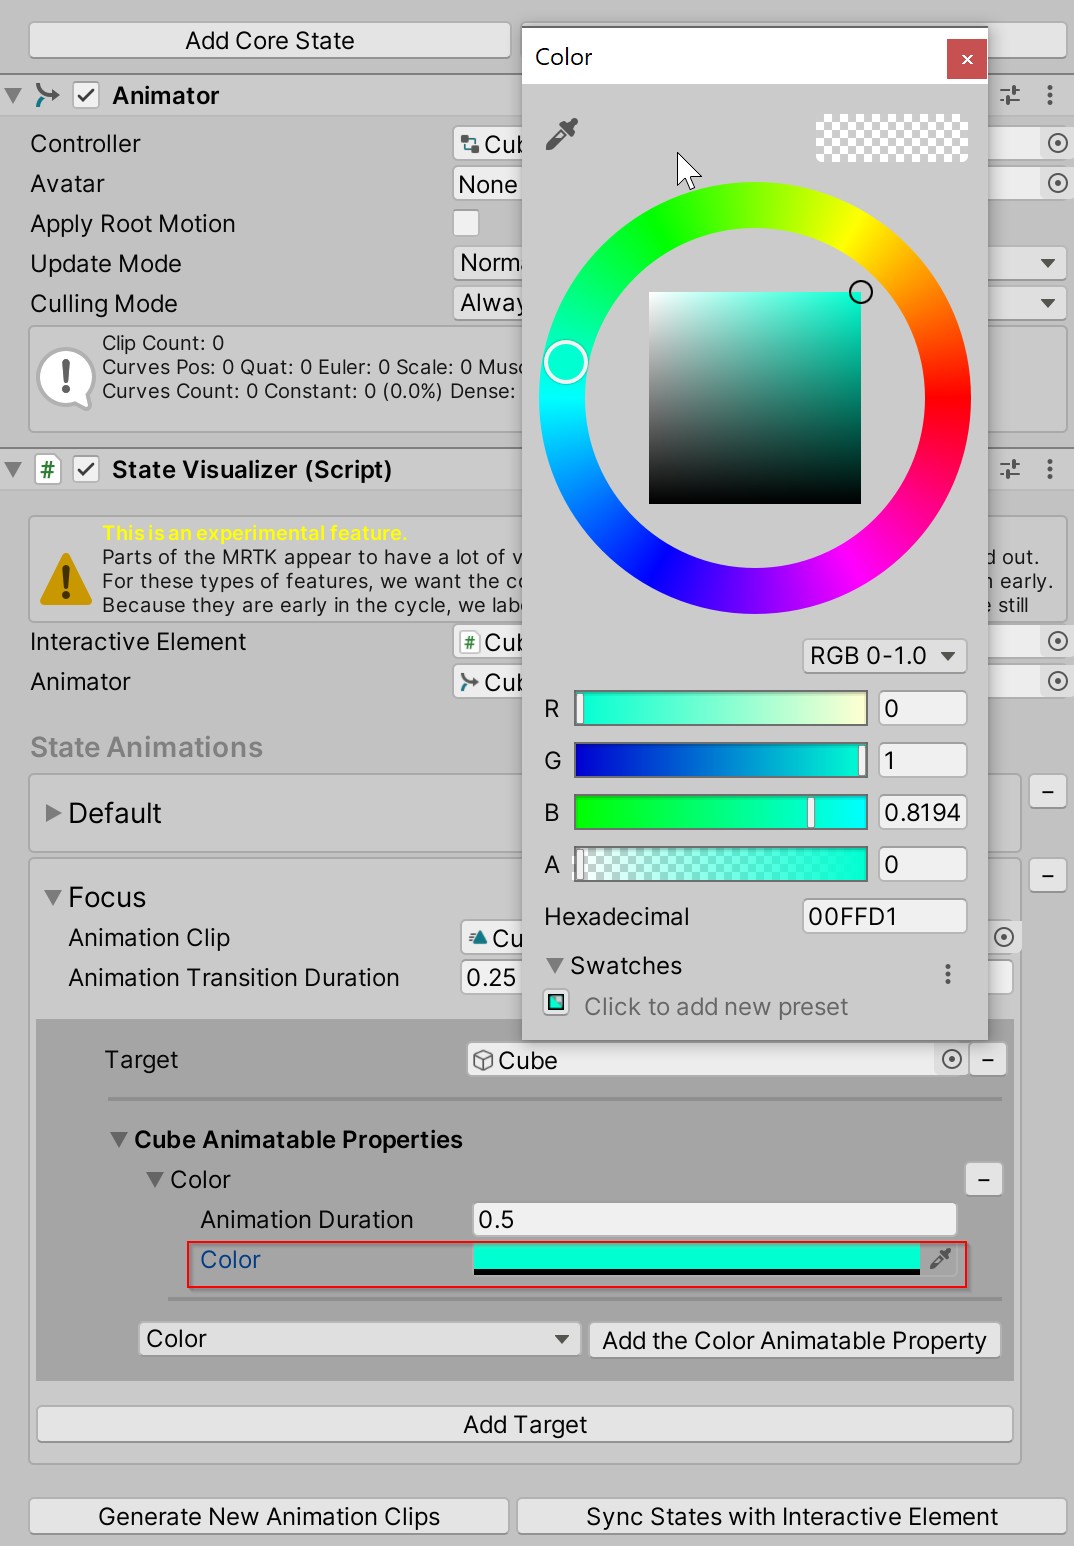 Add Core State
Color
x
Animator
Controller
Cub
Avatar
None
Apply Root Motion
Update Mode
Norma
Culling Mode
Alway
Clip Count: 0
Curves Pos: 0 Quat: 0 Euler: 0 Scale: 0 Musc
Curves Count: 0 Constant: 0 (0.0%) Dense:
# State Visualizer (Script)
This is an experimental feature.
Parts of the MRTK appear to have a lot of v d out.
For these types of features, we want the co n early.
Because they are early in the cycle, we labe e still
Interactive Element
# Cub
Animator
Cub
RGB 0-1.0
R 0
G 1
B 0.8194
A 0
Hexadecimal 00FFD1
Swatches
Click to add new preset
State Animations
Default
−
Focus
−
Animation Clip
Cu
Animation Transition Duration 0.25
Target Cube −
Cube Animatable Properties
Color −
Animation Duration 0.5
Color
Color Add the Color Animatable Property
Add Target
Generate New Animation Clips Sync States with Interactive Element